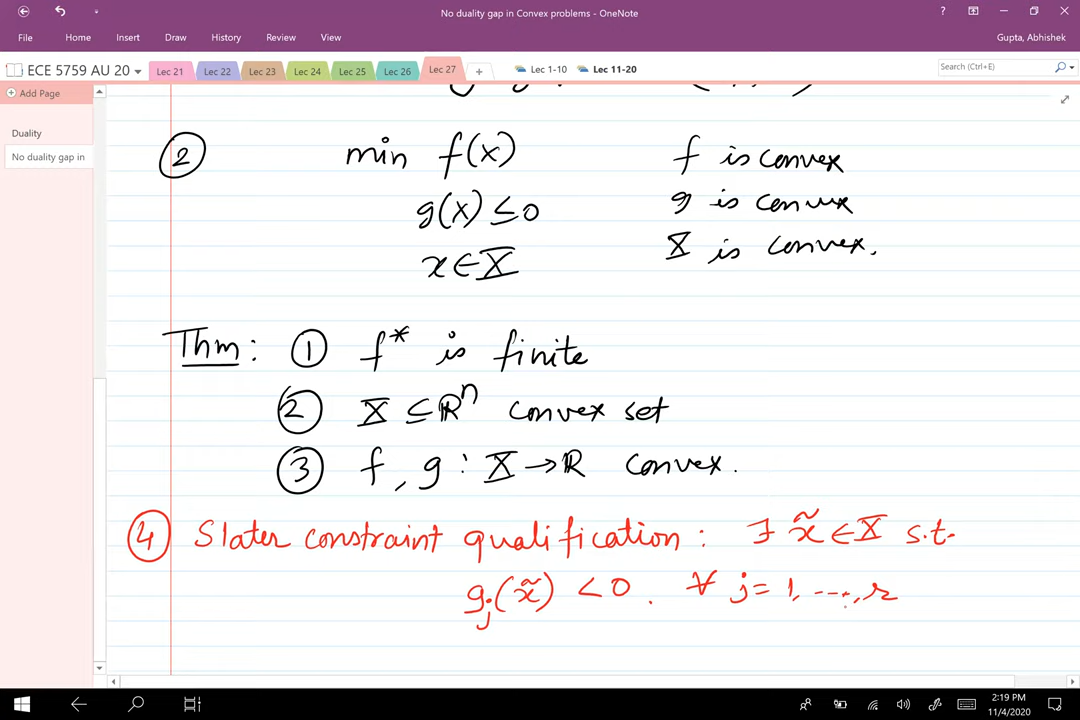 No duality gap in Convex problems - OneNote
File Home Insert Draw History Review View
Gupta, Abhishek
ECE 5759 AU 20 Lec 21 Lec 22 Lec 23 Lec 24 Lec 25 Lec 26 Lec 27 + Lec 1-10 Lec 11-20
Search (Ctrl+E)
Add Page
Duality
No duality gap in
② min f(x) f is convex
g(x) ≤ 0 g is convex
x ∈ X X is convex.
Thm: ① f* is finite
② X ⊆ ℝⁿ convex set
③ f, g : X → ℝ convex.
④ Slater constraint qualification: ∃ x̃ ∈ X s.t.
gⱼ(x̃) < 0. ∀ j = 1, ..., r
2:19 PM
11/4/2020